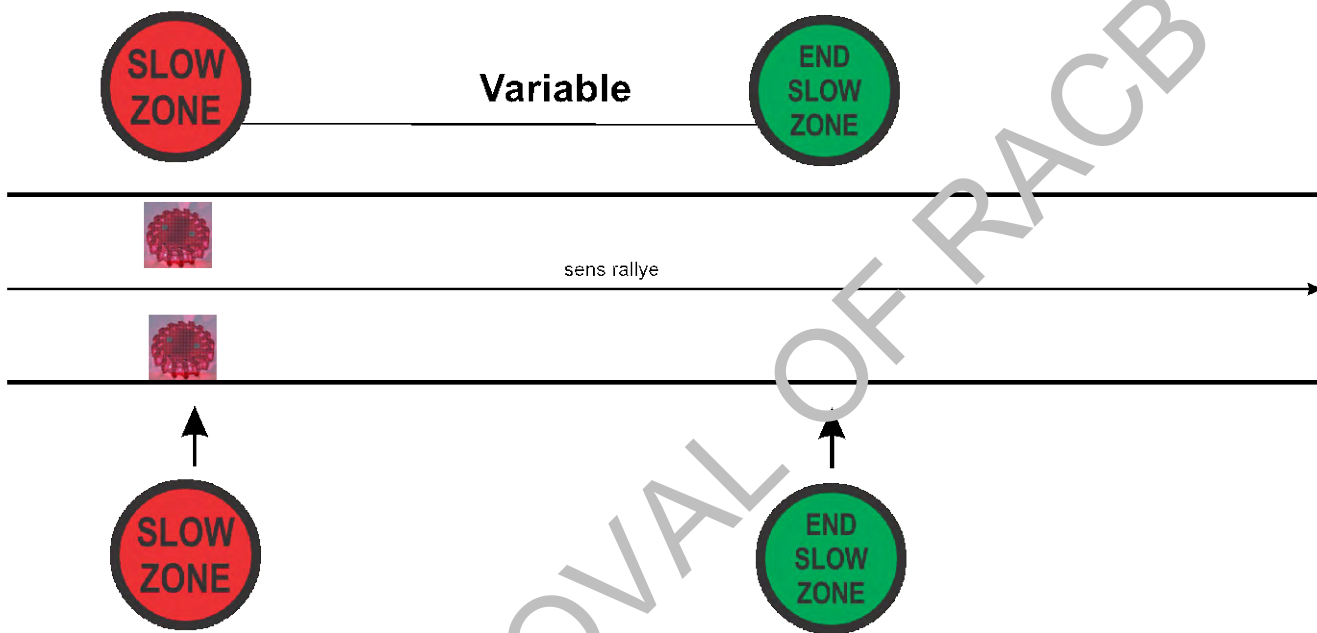 SLOW
ZONE
Variable
END
SLOW
ZONE
sens rallye
SLOW
ZONE
END
SLOW
ZONE
OVAL OF RACB